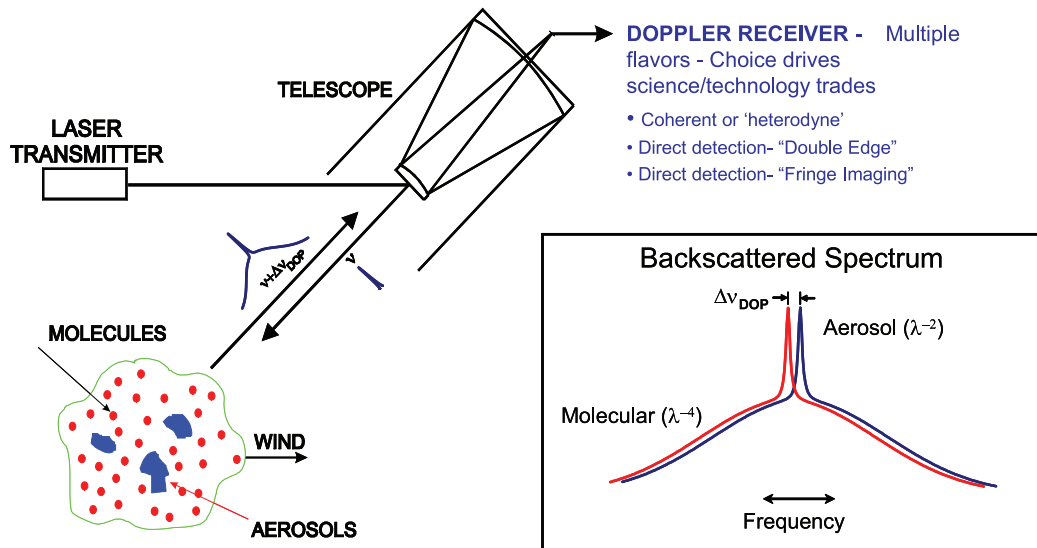 DOPPLER RECEIVER - Multiple
flavors - Choice drives
science/technology trades
• Coherent or ‘heterodyne’
• Direct detection- “Double Edge”
• Direct detection- “Fringe Imaging”
TELESCOPE
LASER
TRANSMITTER
ν+Δν_DOP
ν
MOLECULES
WIND
AEROSOLS
Backscattered Spectrum
Δν_DOP
Aerosol (λ⁻²)
Molecular (λ⁻⁴)
Frequency